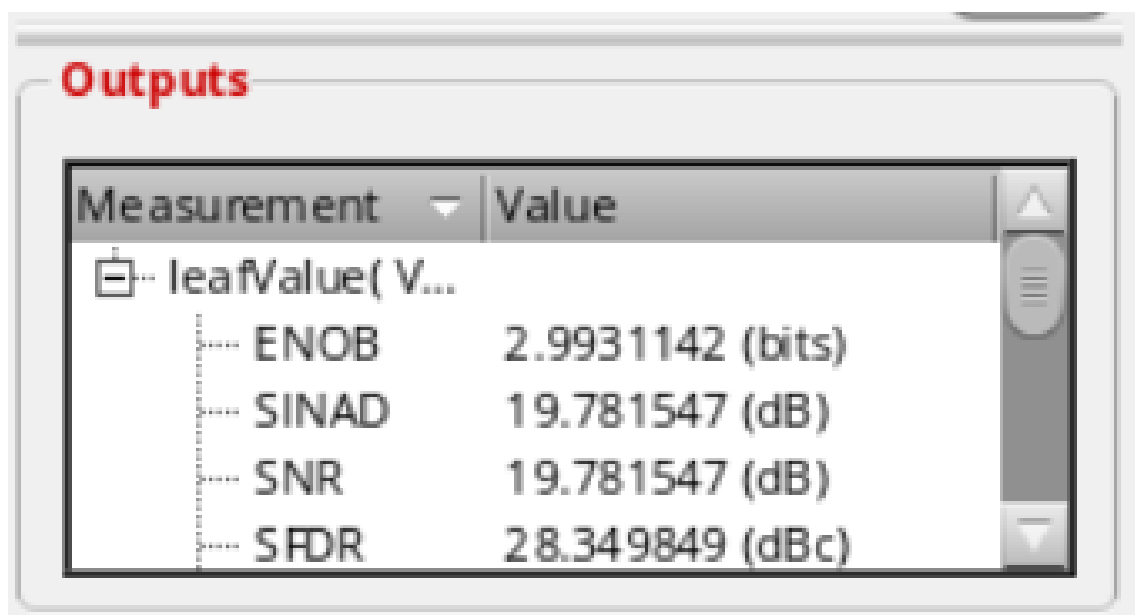 Outputs
Measurement Value
leafValue( V...
ENOB 2.9931142 (bits)
SINAD 19.781547 (dB)
SNR 19.781547 (dB)
SFDR 28.349849 (dBc)